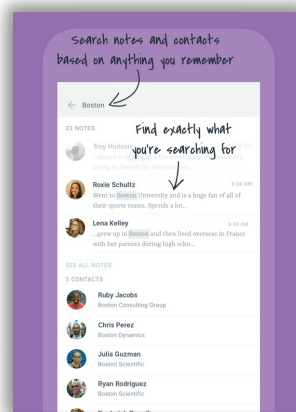 Search notes and contacts
based on anything you remember
← Boston
23 NOTES
Find exactly what
you're searching for
Troy Hudson
Roxie Schultz 9:38 AM
Went to Boston University and is a huge fan of all of
their sports teams. Spends a lot...
Lena Kelley 9:38 AM
...grew up in Boston and then lived overseas in France
with her parents during high scho...
SEE ALL NOTES
5 CONTACTS
Ruby Jacobs
Boston Consulting Group
Chris Perez
Boston Dynamics
Julia Guzman
Boston Scientific
Ryan Rodriguez
Boston Scientific